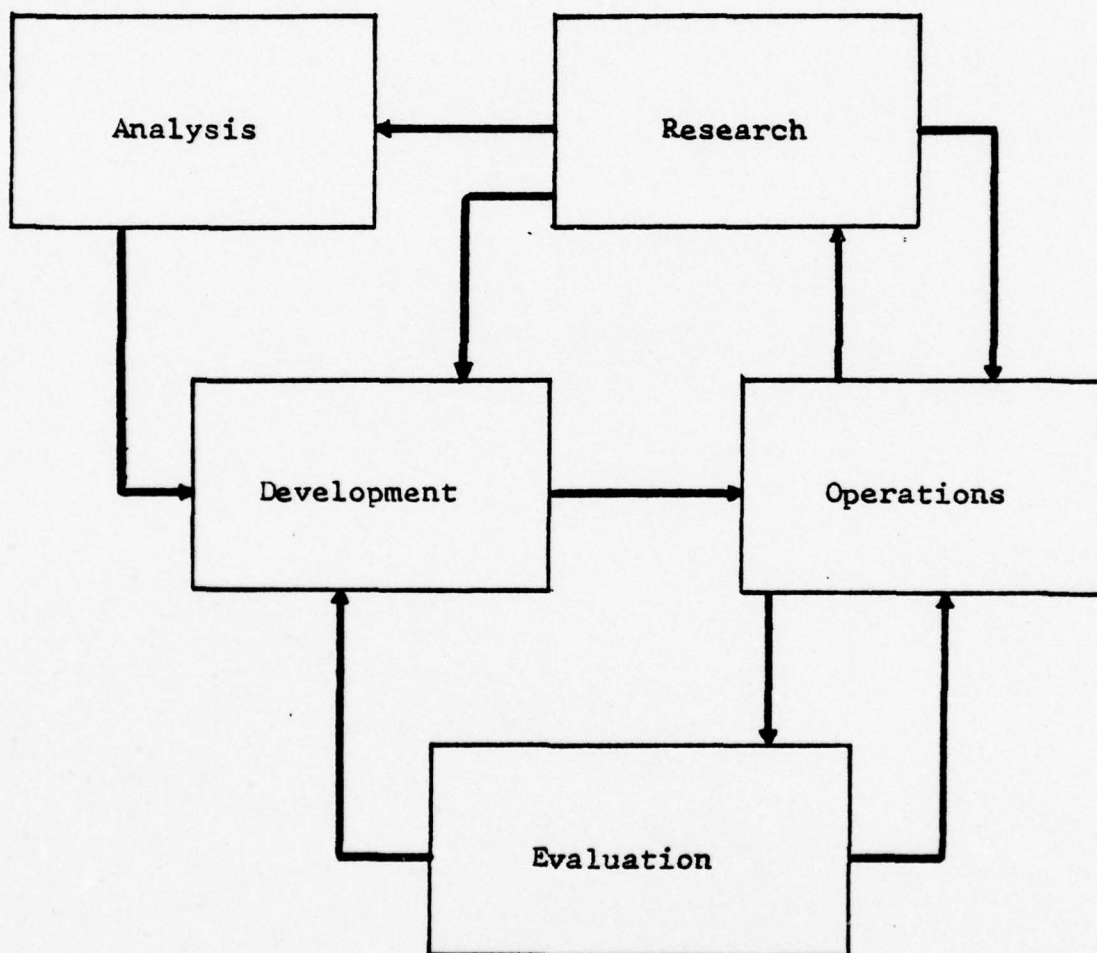 Analysis
Research
Development
Operations
Evaluation